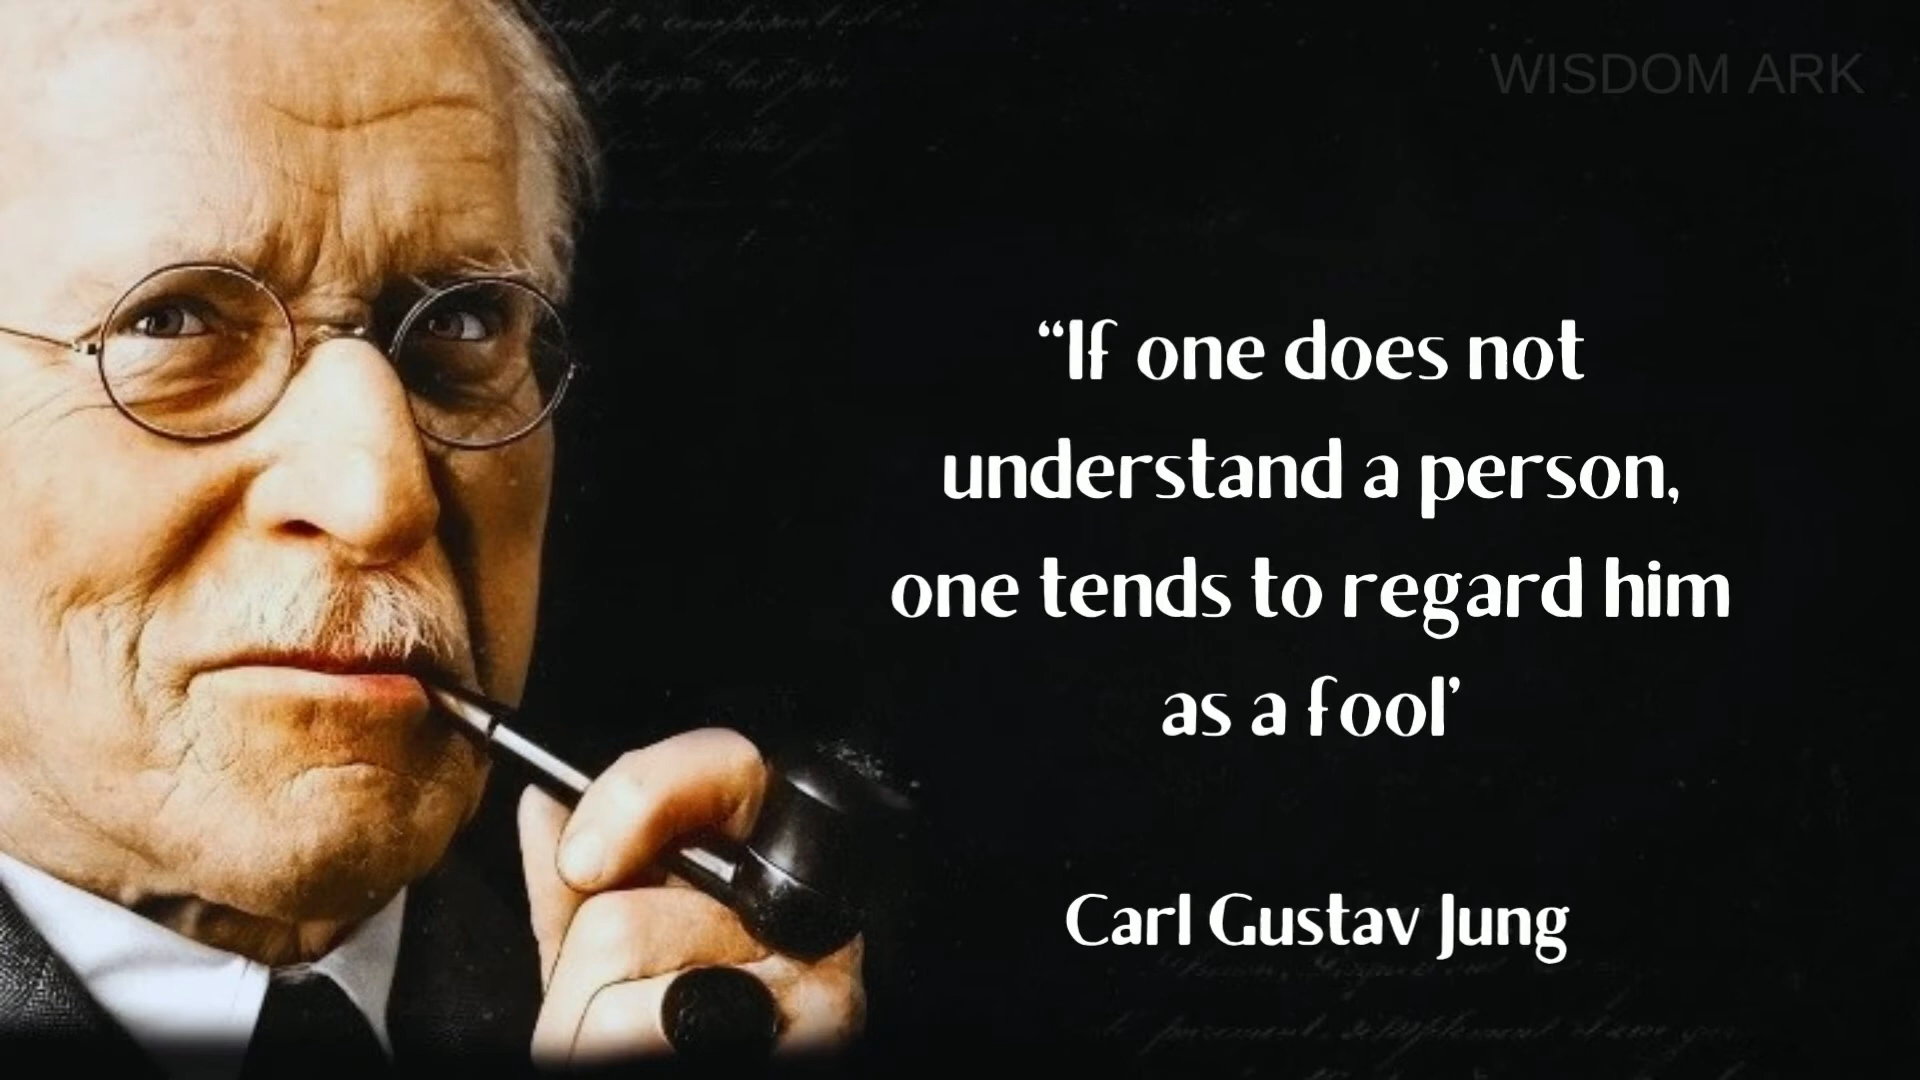 WISDOM ARK
“If one does not
understand a person,
one tends to regard him
as a fool’
Carl Gustav Jung